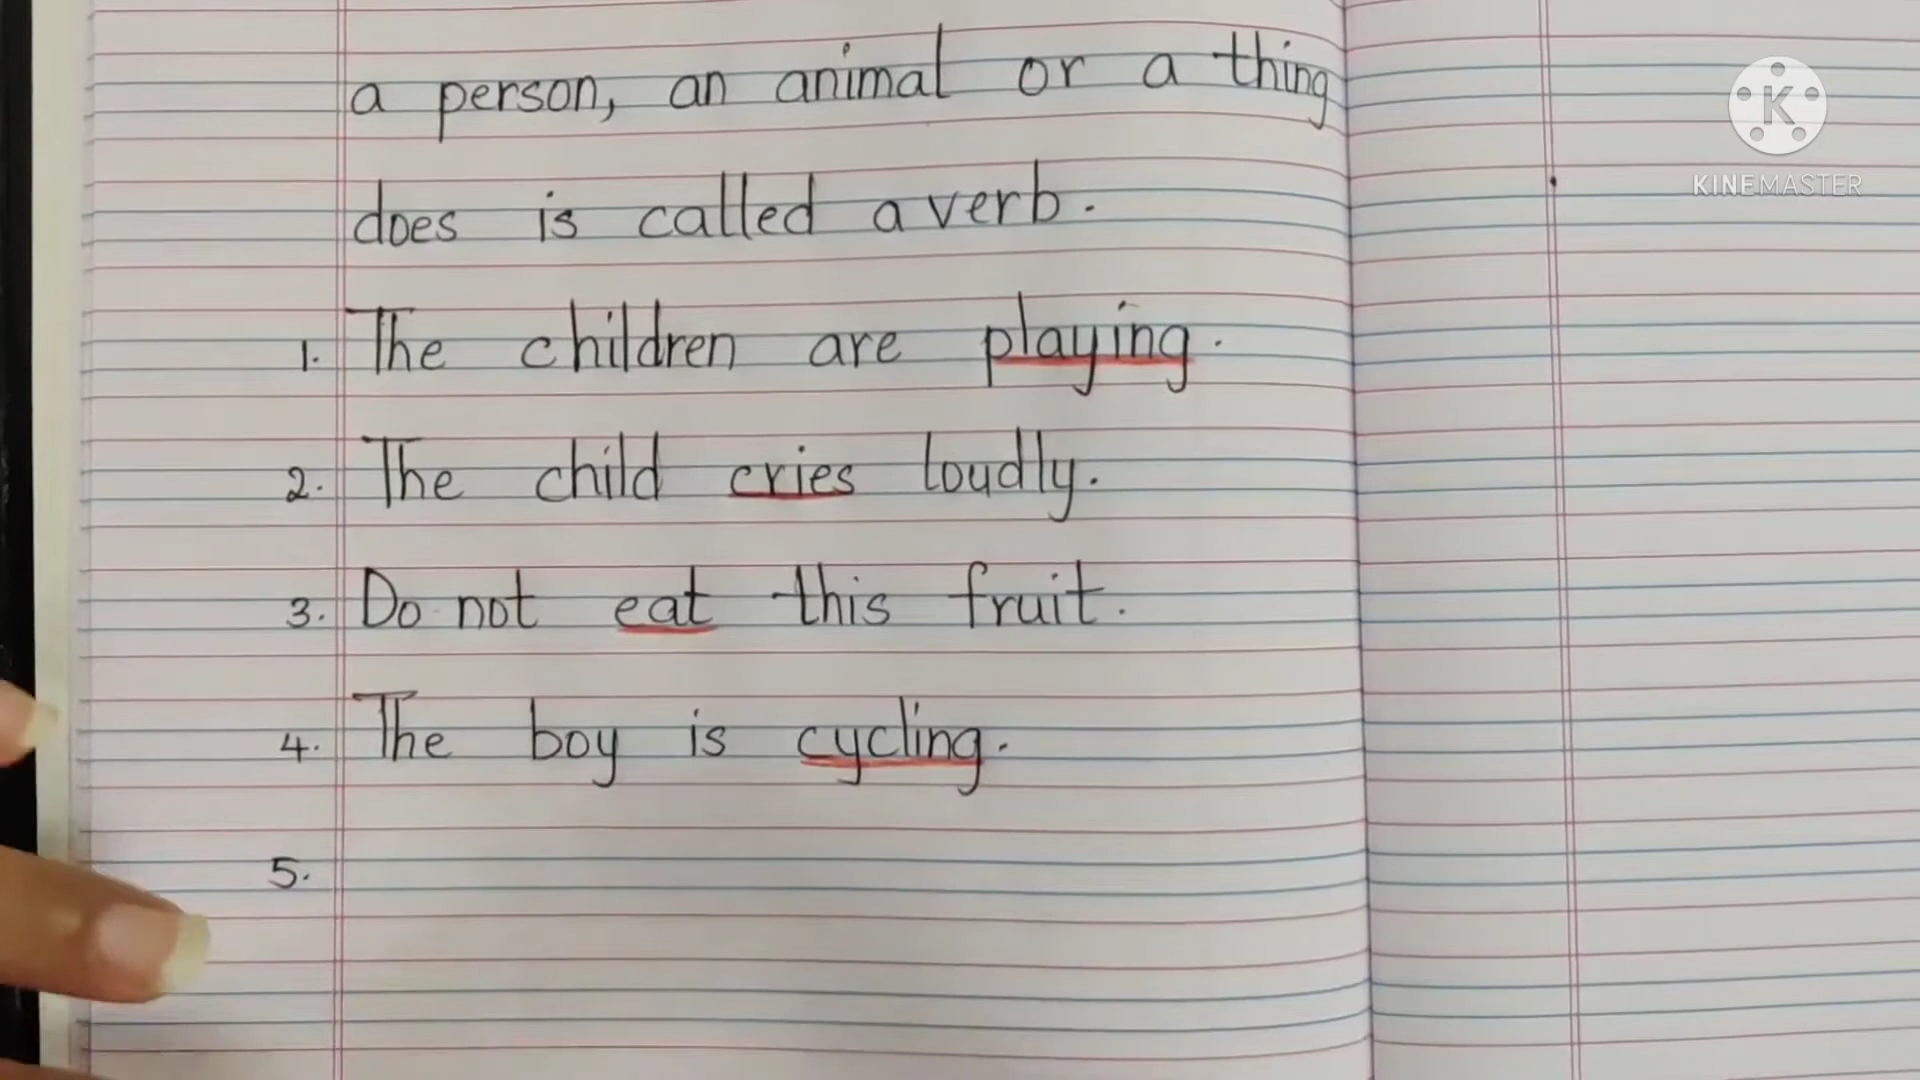 a person, an animal or a thing
does is called a verb.
1. The children are playing.
2. The child cries loudly.
3. Do not eat this fruit.
4. The boy is cycling.
5.
K
KINEMASTER